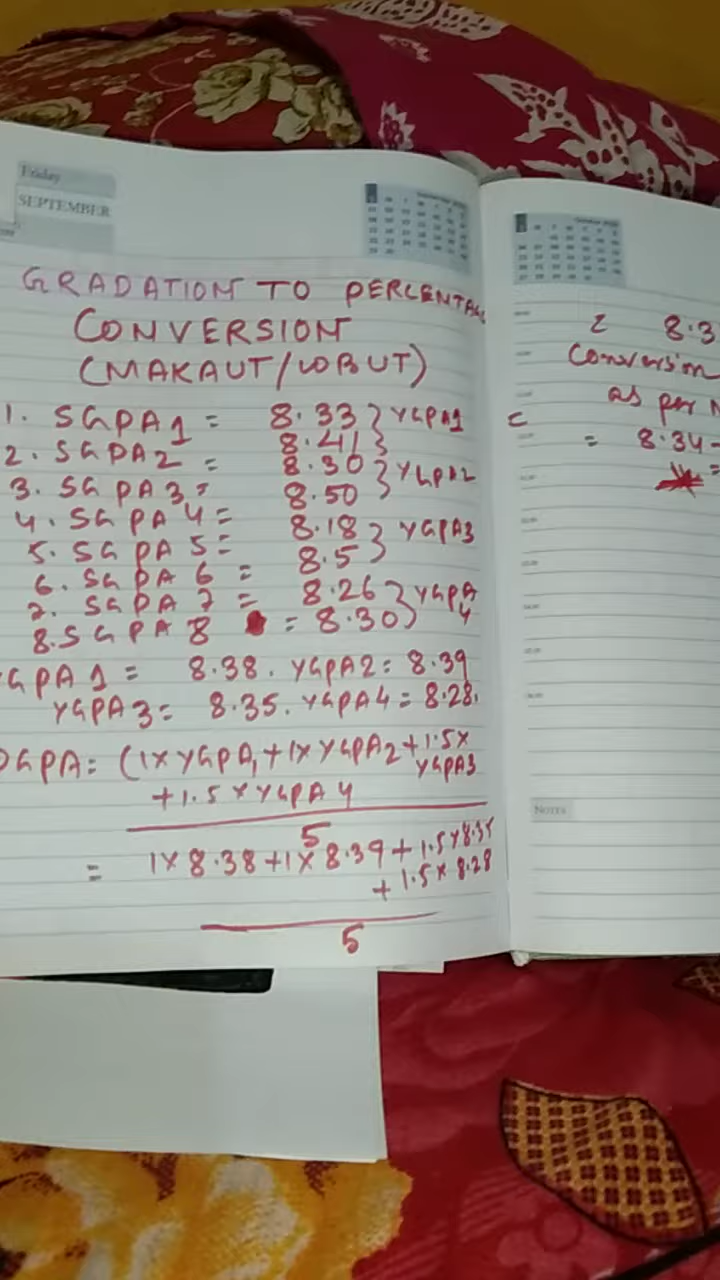 Friday
SEPTEMBER
GRADATION TO PERCENTAGE
CONVERSION
(MAKAUT/WBUT)
1. SGPA1 = 8.33 } YGPA1
2. SGPA2 = 8.41
3. SGPA3 = 8.30 } YGPA2
4. SGPA4 = 8.50
5. SGPA5 = 8.18 } YGPA3
6. SGPA6 = 8.5
7. SGPA7 = 8.26 } YGPA4
8. SGPA8 = 8.30
GPA1 = 8.38. YGPA2 = 8.39
YGPA3 = 8.35. YGPA4 = 8.28.
DGPA = (1 x YGPA1 + 1 x YGPA2 + 1.5 x YGPA3
+ 1.5 x YGPA4
5
= 1 x 8.38 + 1 x 8.39 + 1.5 x 8.35
+ 1.5 x 8.28
5
8.3
Conversion
as per
= 8.34 -
=
NOTES